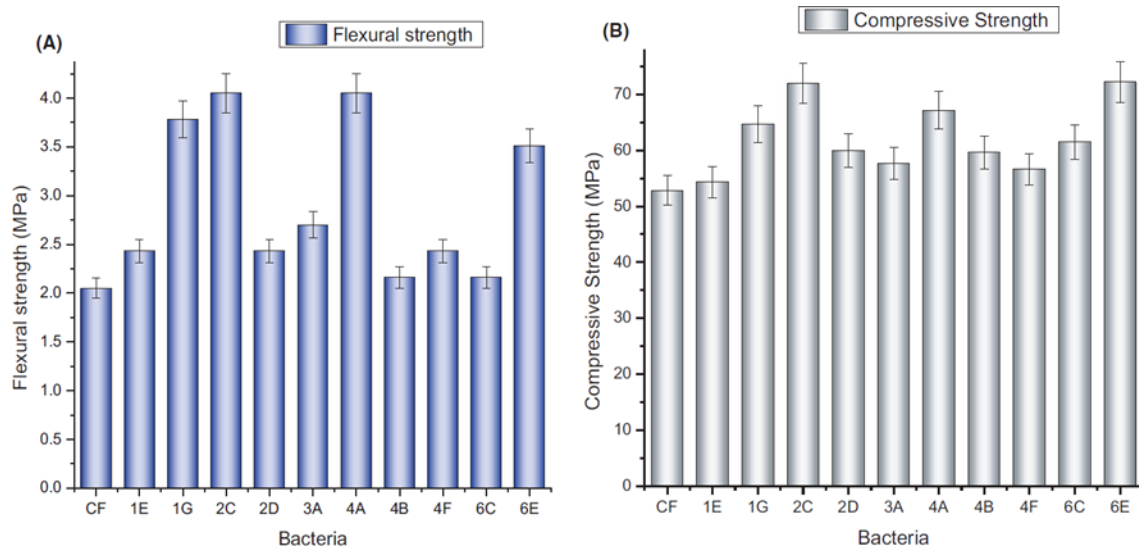 (A)
Flexural strength
Flexural strength (MPa)
4.0
3.5
3.0
2.5
2.0
1.5
1.0
0.5
0.0
CF 1E 1G 2C 2D 3A 4A 4B 4F 6C 6E
Bacteria
(B)
Compressive Strength
Compressive Strength (MPa)
70
60
50
40
30
20
10
0
CF 1E 1G 2C 2D 3A 4A 4B 4F 6C 6E
Bacteria